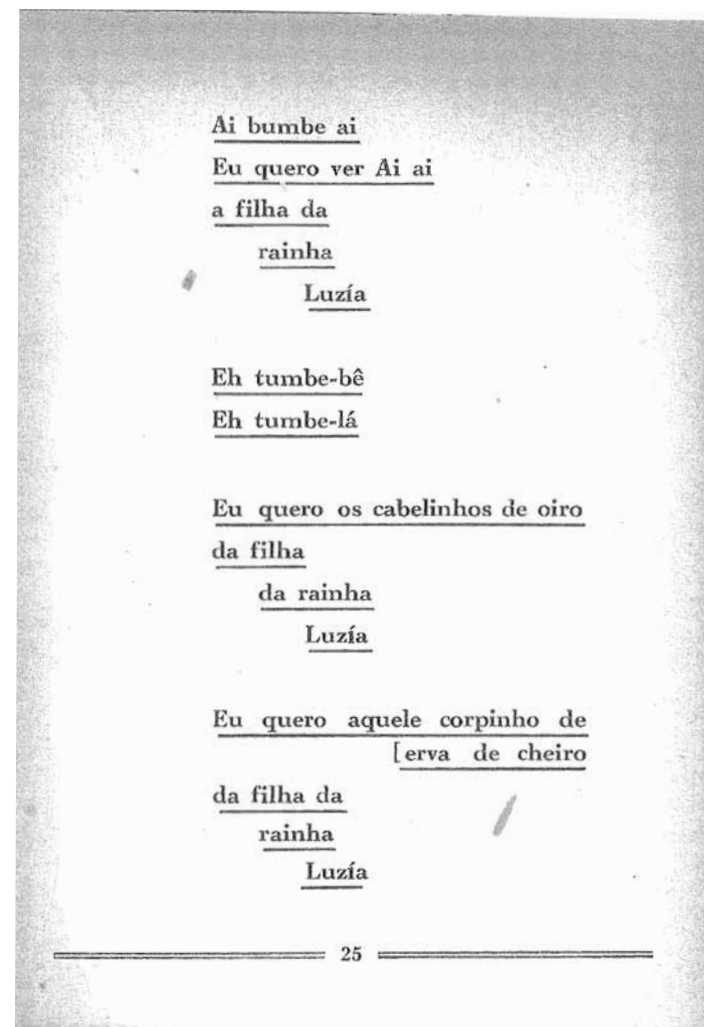 Ai bumbe ai
Eu quero ver Ai ai
a filha da
rainha
Luzía
Eh tumbe-bê
Eh tumbe-lá
Eu quero os cabelinhos de oiro
da filha
da rainha
Luzía
Eu quero aquele corpinho de
[erva de cheiro
da filha da
rainha
Luzía
25